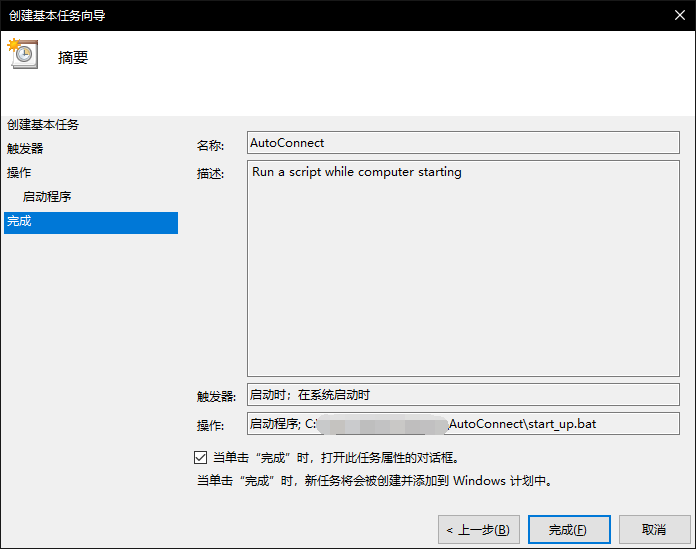 创建基本任务向导
摘要
创建基本任务
触发器
操作
启动程序
完成
名称: AutoConnect
描述: Run a script while computer starting
触发器: 启动时；在系统启动时
操作: 启动程序; C:\ AutoConnect\start_up.bat
当单击“完成”时，打开此任务属性的对话框。
当单击“完成”时，新任务将会被创建并添加到 Windows 计划中。
< 上一步(B) 完成(F) 取消